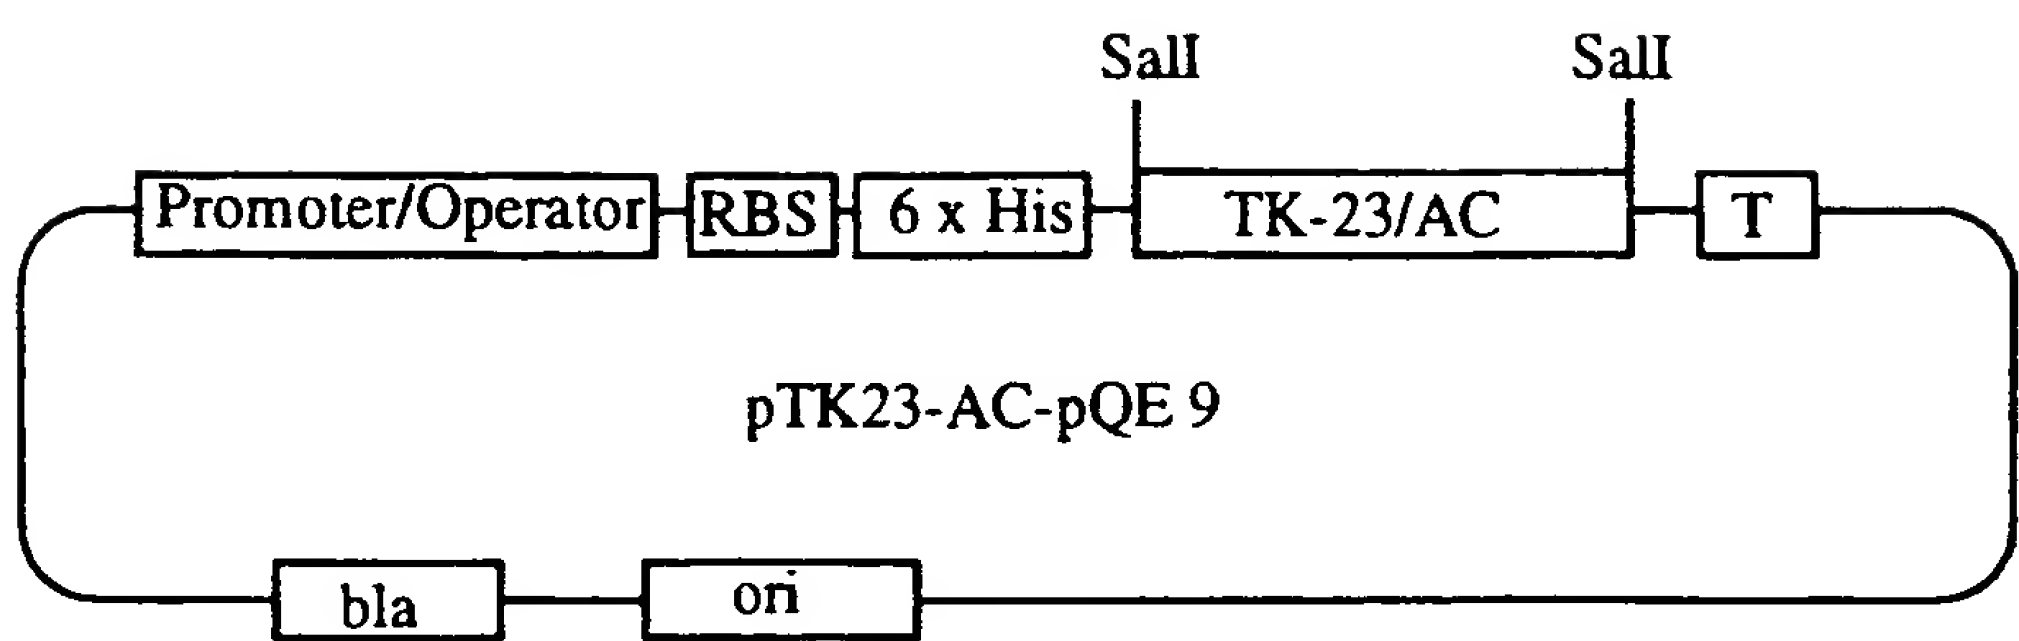 SalI SalI
Promoter/Operator RBS 6 x His TK-23/AC T
pTK23-AC-pQE 9
bla ori